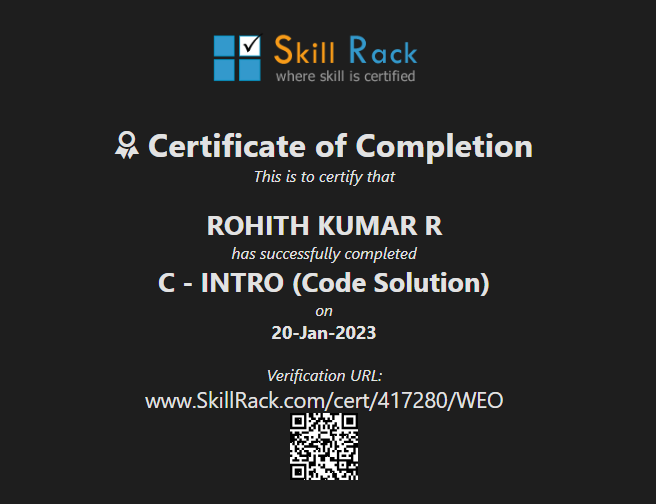 Skill Rack
where skill is certified
Certificate of Completion
This is to certify that
ROHITH KUMAR R
has successfully completed
C - INTRO (Code Solution)
on
20-Jan-2023
Verification URL:
www.SkillRack.com/cert/417280/WEO